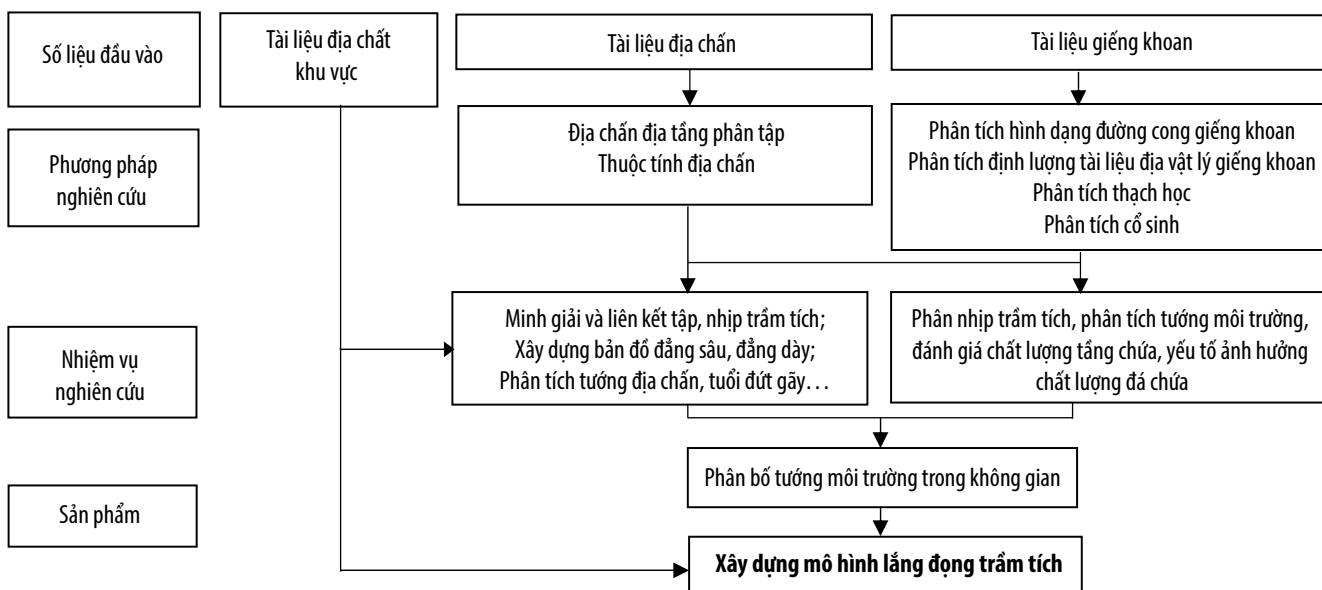 Số liệu đầu vào
Tài liệu địa chất
khu vực
Tài liệu địa chấn
Tài liệu giếng khoan
Phương pháp
nghiên cứu
Địa chấn địa tầng phân tập
Thuộc tính địa chấn
Phân tích hình dạng đường cong giếng khoan
Phân tích định lượng tài liệu địa vật lý giếng khoan
Phân tích thạch học
Phân tích cổ sinh
Nhiệm vụ
nghiên cứu
Minh giải và liên kết tập, nhịp trầm tích;
Xây dựng bản đồ đẳng sâu, đẳng dày;
Phân tích tướng địa chấn, tuổi đứt gãy…
Phân nhịp trầm tích, phân tích tướng môi trường,
đánh giá chất lượng tầng chứa, yếu tố ảnh hưởng
chất lượng đá chứa
Phân bố tướng môi trường trong không gian
Sản phẩm
Xây dựng mô hình lắng đọng trầm tích